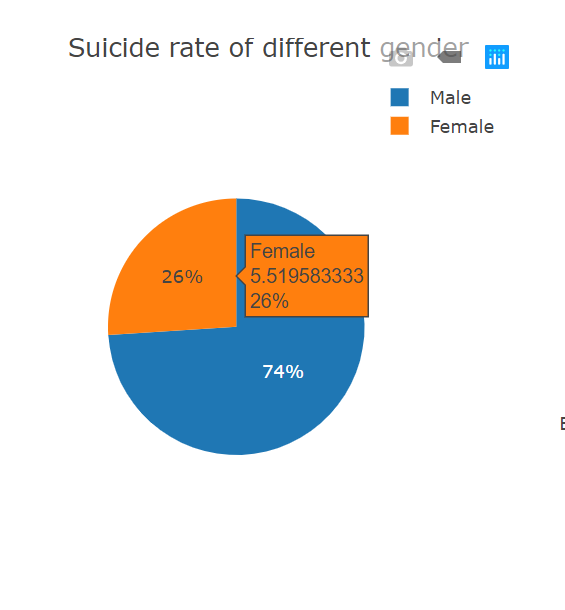 Suicide rate of different gender
Male
Female
Female
5.519583333
26%
26%
74%